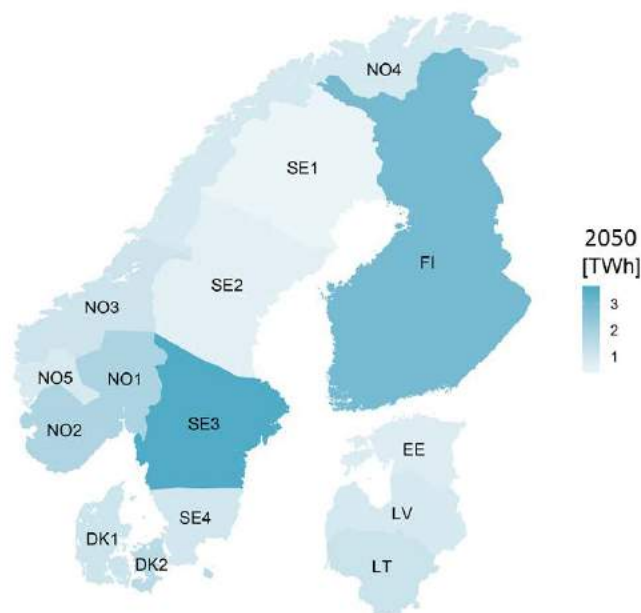 NO4
SE1
2050
[TWh]
FI
SE2
3
NO3
2
1
NO5
NO1
SE3
NO2
EE
SE4
LV
DK1
DK2
LT